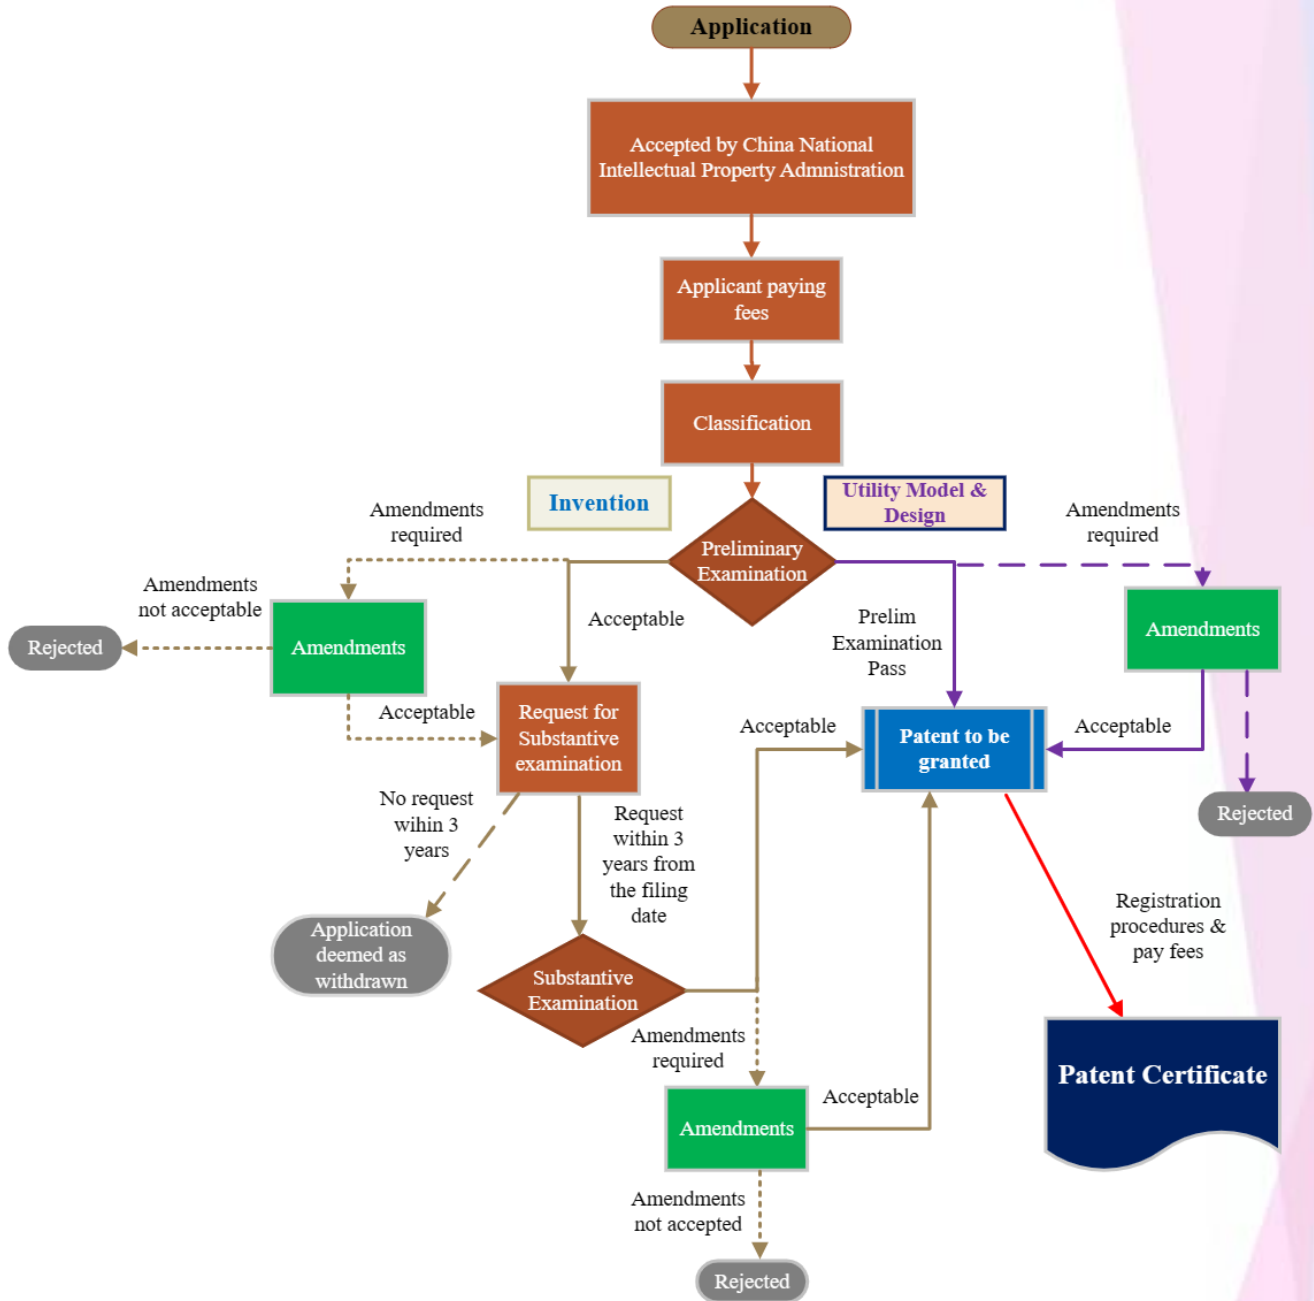 Application
Accepted by China National
Intellectual Property Admnistration
Applicant paying
fees
Classification
Invention
Utility Model &
Design
Amendments
required
Preliminary
Examination
Amendments
required
Amendments
not acceptable
Rejected
Amendments
Acceptable
Prelim
Examination
Pass
Amendments
Acceptable
Request for
Substantive
examination
Acceptable
Patent to be
granted
Acceptable
Rejected
No request
wihin 3
years
Request
within 3
years from
the filing
date
Application
deemed as
withdrawn
Substantive
Examination
Registration
procedures &
pay fees
Amendments
required
Patent Certificate
Amendments
Acceptable
Amendments
not accepted
Rejected